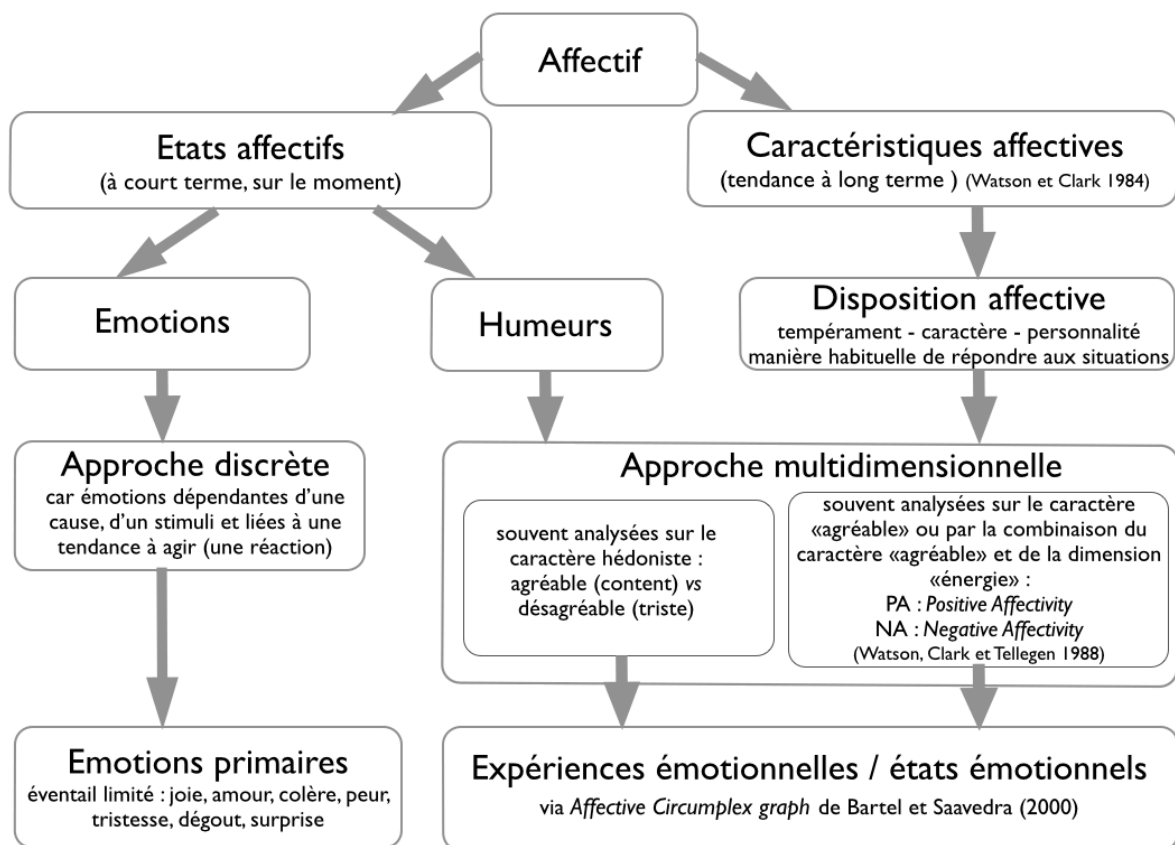 Affectif
Etats affectifs
(à court terme, sur le moment)
Caractéristiques affectives
(tendance à long terme ) (Watson et Clark 1984)
Emotions
Humeurs
Disposition affective
tempérament - caractère - personnalité
manière habituelle de répondre aux situations
Approche discrète
car émotions dépendantes d'une
cause, d'un stimuli et liées à une
tendance à agir (une réaction)
Approche multidimensionnelle
souvent analysées sur le
caractère hédoniste :
agréable (content) vs
désagréable (triste)
souvent analysées sur le caractère
«agréable» ou par la combinaison du
caractère «agréable» et de la dimension
«énergie» :
PA : Positive Affectivity
NA : Negative Affectivity
(Watson, Clark et Tellegen 1988)
Emotions primaires
éventail limité : joie, amour, colère, peur,
tristesse, dégout, surprise
Expériences émotionnelles / états émotionnels
via Affective Circumplex graph de Bartel et Saavedra (2000)